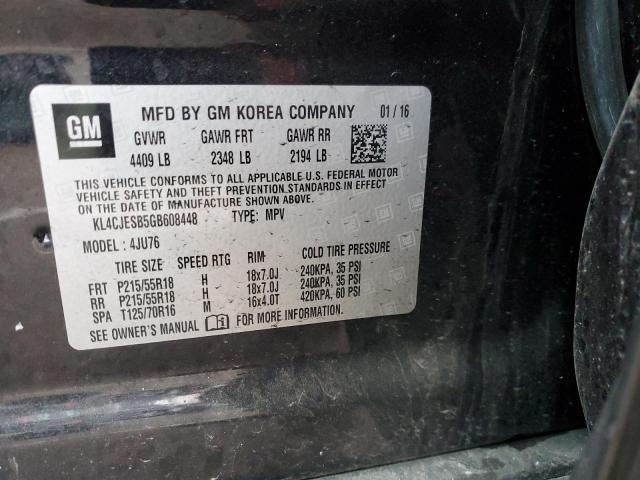 GM MFD BY GM KOREA COMPANY 01 / 16
GVWR GAWR FRT GAWR RR
4409 LB 2348 LB 2194 LB
THIS VEHICLE CONFORMS TO ALL APPLICABLE U.S. FEDERAL MOTOR
VEHICLE SAFETY AND THEFT PREVENTION STANDARDS IN EFFECT
ON THE DATE OF MANUFACTURE SHOWN ABOVE.
KL4CJESB5GB608448 TYPE: MPV
MODEL : 4JU76
TIRE SIZE SPEED RTG RIM COLD TIRE PRESSURE
FRT P215/55R18 H 18x7.0J 240KPA, 35 PSI
RR P215/55R18 H 18x7.0J 240KPA, 35 PSI
SPA T125/70R16 M 16x4.0T 420KPA, 60 PSI
SEE OWNER'S MANUAL FOR MORE INFORMATION.